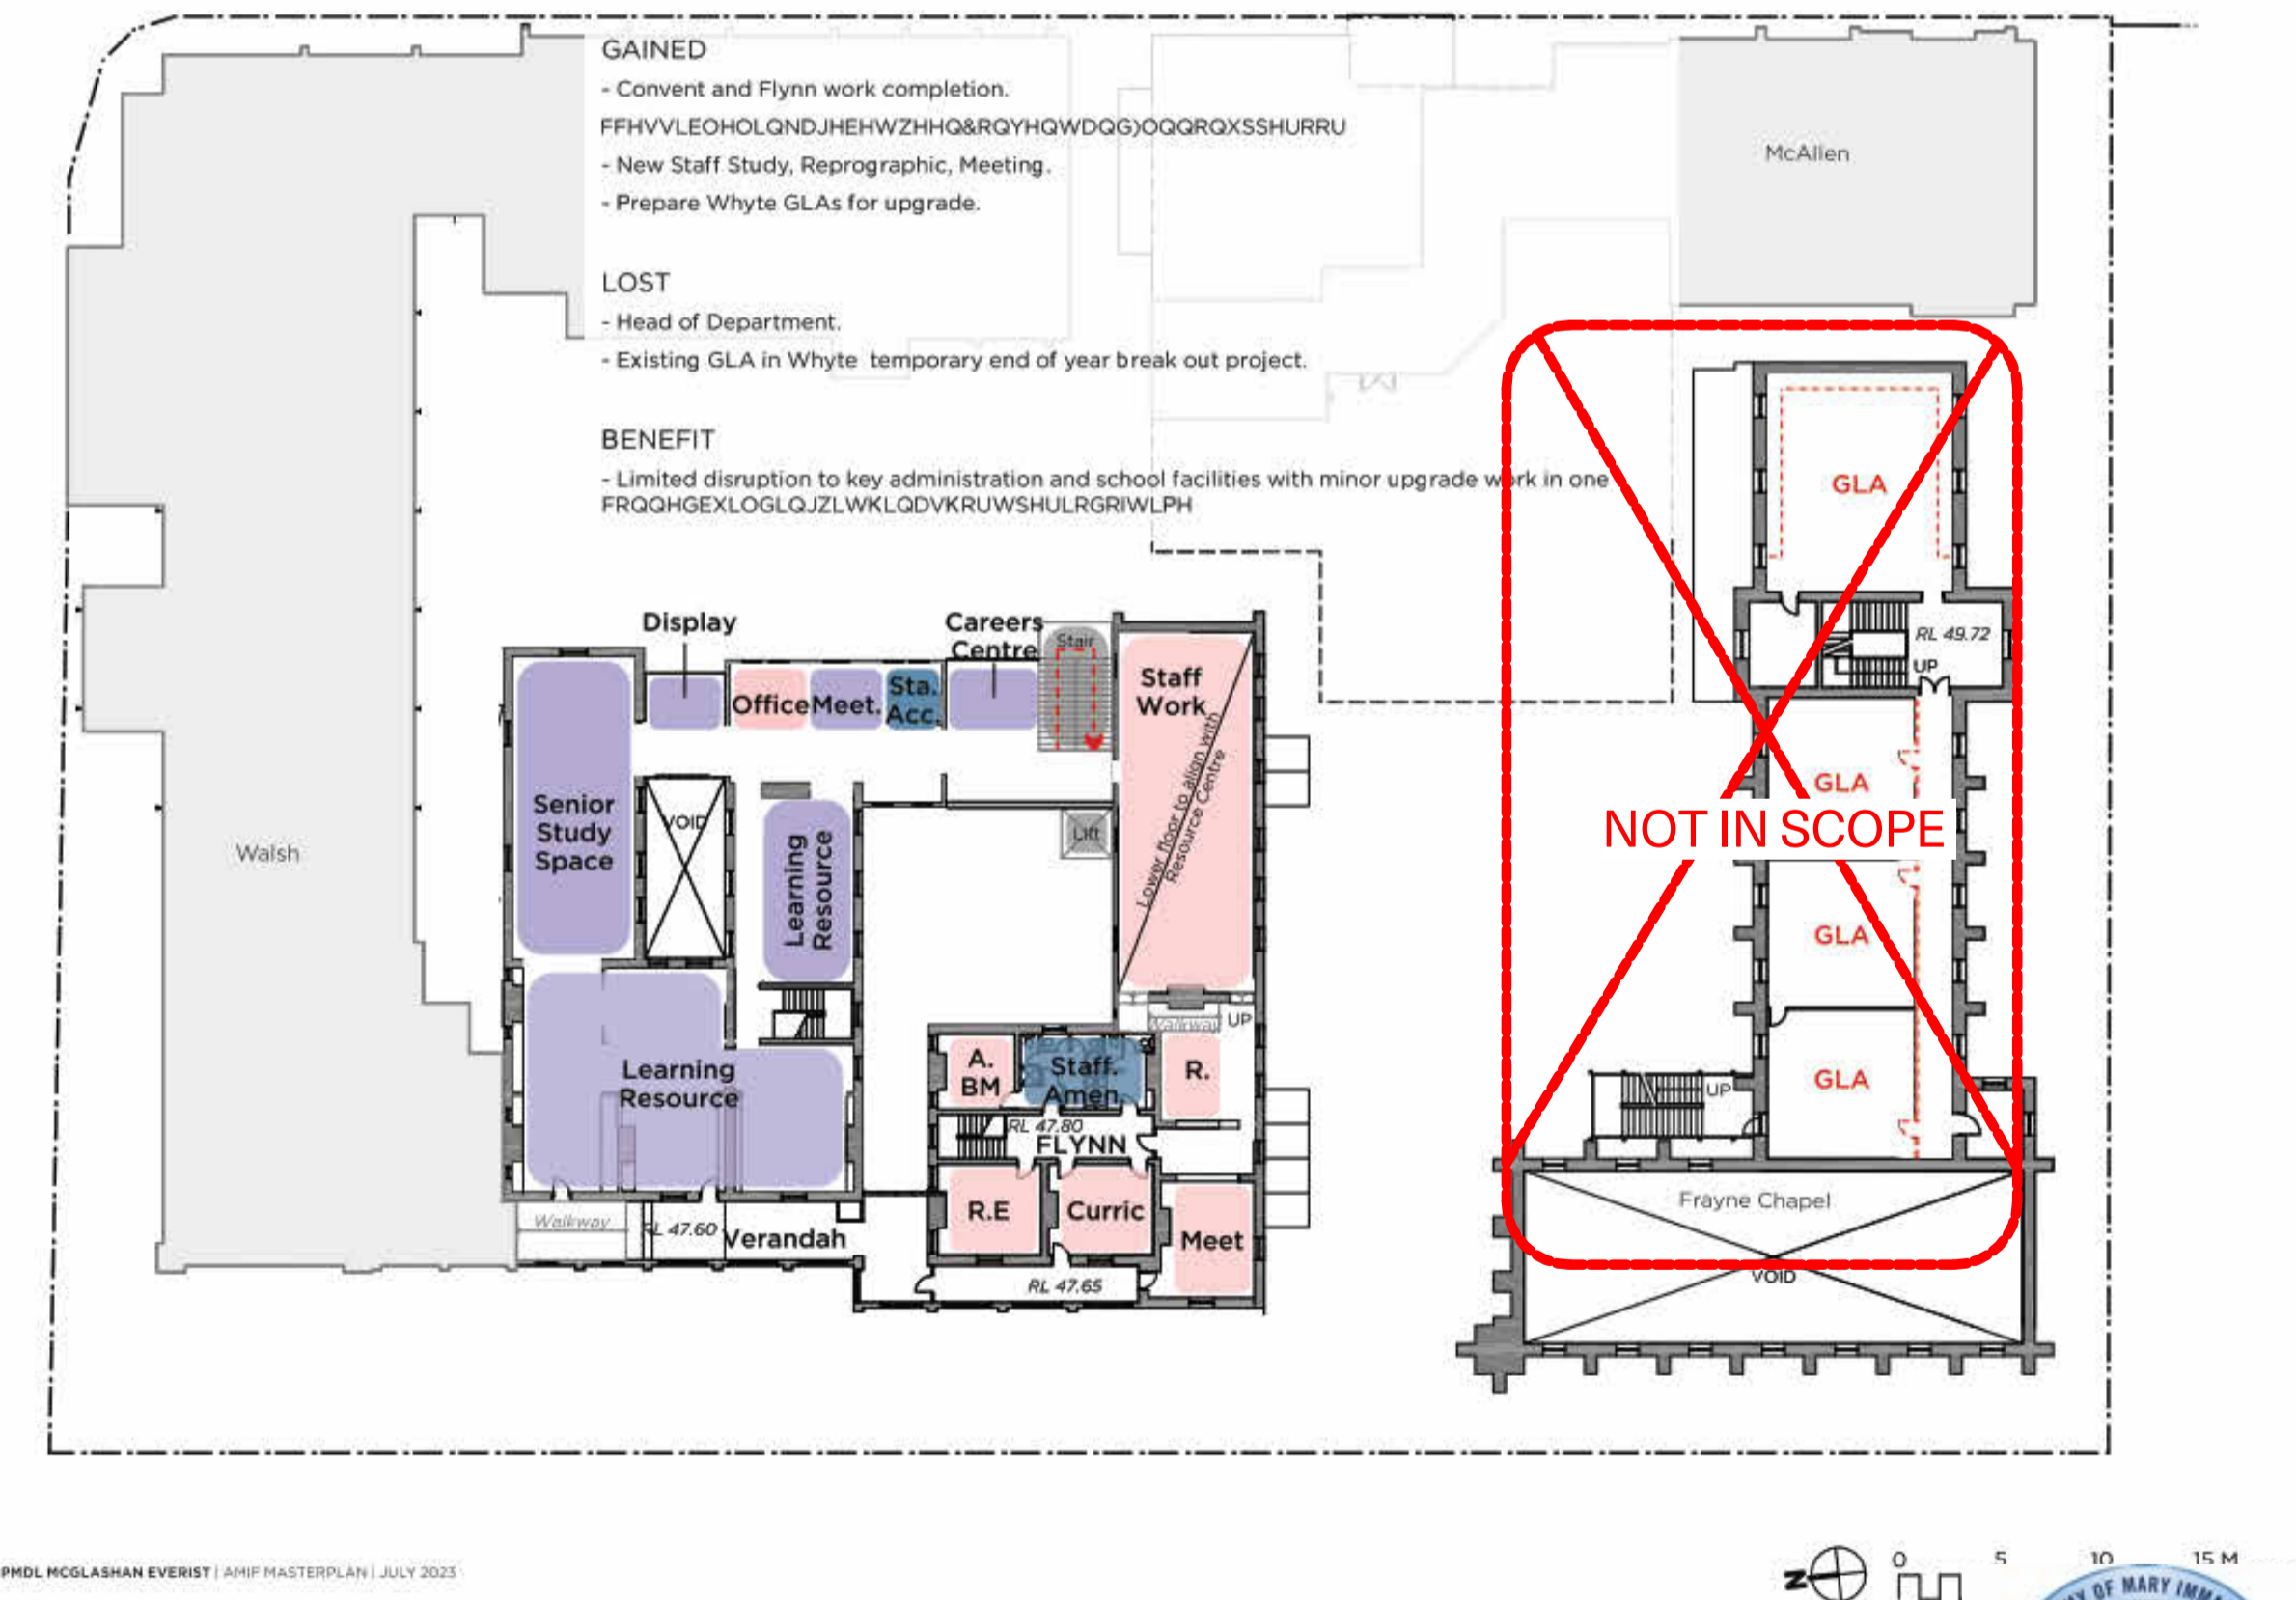 GAINED
- Convent and Flynn work completion.
FFHVVLEOHOLQNDJHEHWZHHQ&RQYHQWDQG)OQQRQXSSHURRU
- New Staff Study, Reprographic, Meeting.
- Prepare Whyte GLAs for upgrade.
LOST
- Head of Department.
- Existing GLA in Whyte temporary end of year break out project.
BENEFIT
- Limited disruption to key administration and school facilities with minor upgrade work in one
FRQQHGEXLOGLQJZLWKLQDVKRUWSHULRGRIWLPH
McAllen
GLA
RL 49.72
UP
GLA
NOT IN SCOPE
GLA
GLA
UP
Frayne Chapel
VOID
Walsh
Display
Careers
Centre
Stair
Office
Meet.
Sta.
Acc.
Staff
Work
Lower floor to align with
Resource Centre
Senior
Study
Space
VOID
Learning
Resource
Lift
Walkway
UP
Learning
Resource
A.
BM
Staff.
Amen.
R.
RL 47.80
FLYNN
R.E
Curric
Meet
Walkway
L 47.60
Verandah
RL 47.65
PMDL MCGLASHAN EVERIST | AMIF MASTERPLAN | JULY 2023
N
0 5 10 15 M
OF MARY